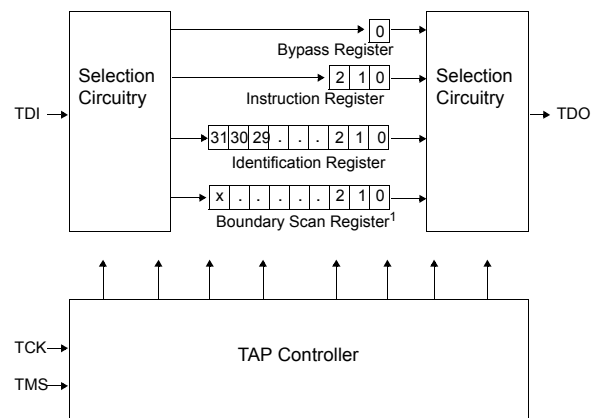 0
Bypass Register
Selection
Circuitry
2 1 0
Instruction Register
Selection
Circuitry
TDI
TDO
31 30 29 . . . 2 1 0
Identification Register
x . . . . . 2 1 0
Boundary Scan Register1
TCK
TAP Controller
TMS